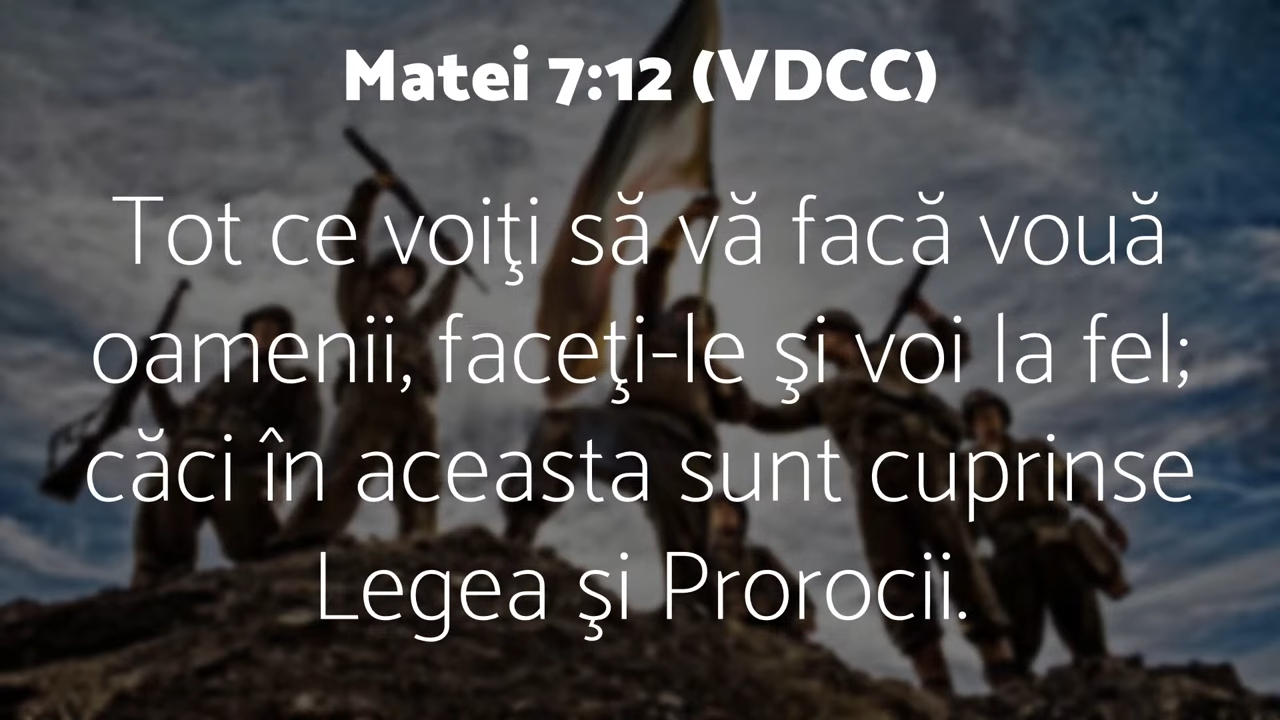 Matei 7:12 (VDCC)
Tot ce voiţi să vă facă vouă
oamenii, faceţi-le şi voi la fel;
căci în aceasta sunt cuprinse
Legea şi Prorocii.